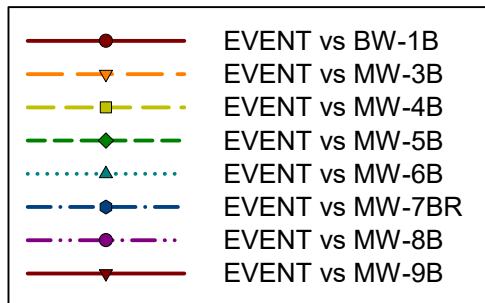 EVENT vs BW-1B
EVENT vs MW-3B
EVENT vs MW-4B
EVENT vs MW-5B
EVENT vs MW-6B
EVENT vs MW-7BR
EVENT vs MW-8B
EVENT vs MW-9B